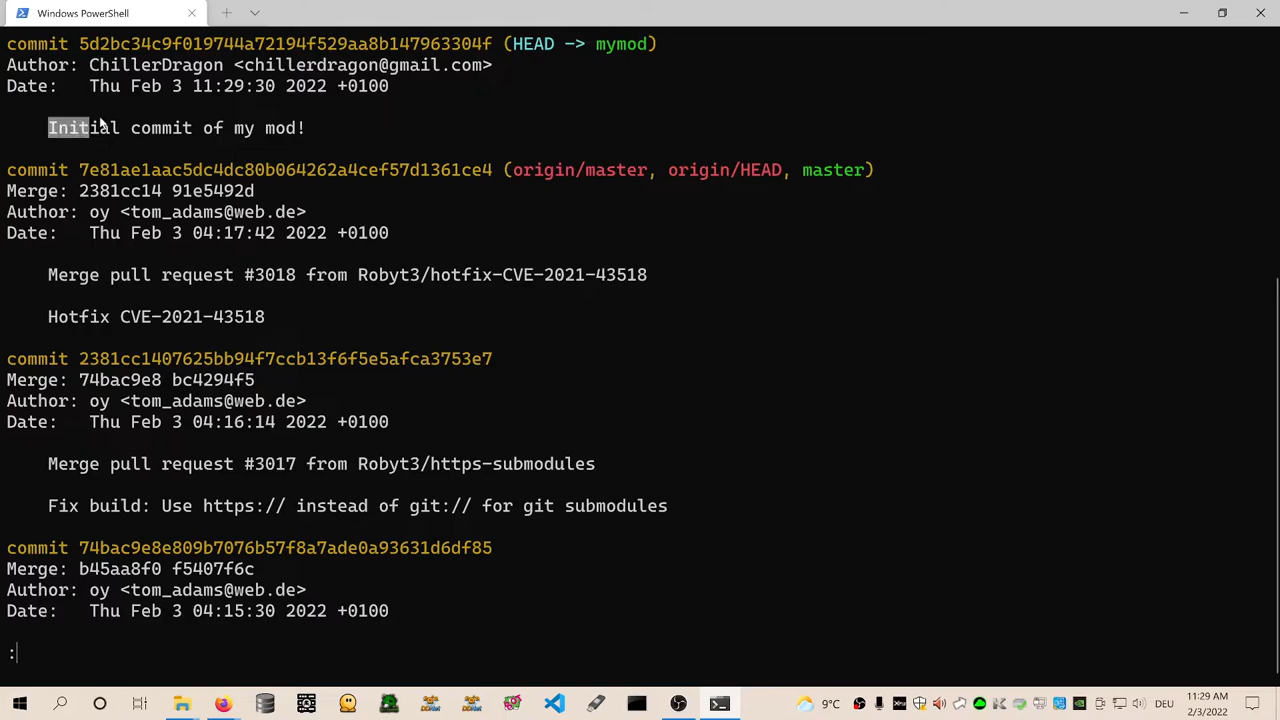 Windows PowerShell
commit 5d2bc34c9f019744a72194f529aa8b147963304f (HEAD -> mymod)
Author: ChillerDragon <chillerdragon@gmail.com>
Date:   Thu Feb 3 11:29:30 2022 +0100
Initial commit of my mod!
commit 7e81ae1aac5dc4dc80b064262a4cef57d1361ce4 (origin/master, origin/HEAD, master)
Merge: 2381cc14 91e5492d
Author: oy <tom_adams@web.de>
Date:   Thu Feb 3 04:17:42 2022 +0100
Merge pull request #3018 from Robyt3/hotfix-CVE-2021-43518
Hotfix CVE-2021-43518
commit 2381cc1407625bb94f7ccb13f6f5e5afca3753e7
Merge: 74bac9e8 bc4294f5
Author: oy <tom_adams@web.de>
Date:   Thu Feb 3 04:16:14 2022 +0100
Merge pull request #3017 from Robyt3/https-submodules
Fix build: Use https:// instead of git:// for git submodules
commit 74bac9e8e809b7076b57f8a7ade0a93631d6df85
Merge: b45aa8f0 f5407f6c
Author: oy <tom_adams@web.de>
Date:   Thu Feb 3 04:15:30 2022 +0100
:
9°C
DEU
11:29 AM
2/3/2022